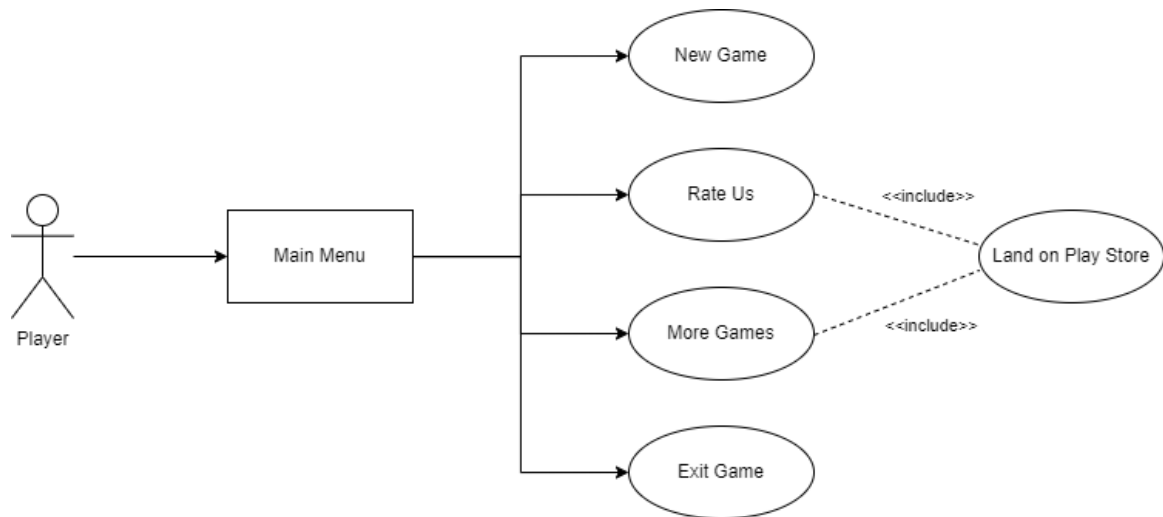 New Game
Rate Us
<<include>>
Main Menu
Land on Play Store
Player
More Games
<<include>>
Exit Game